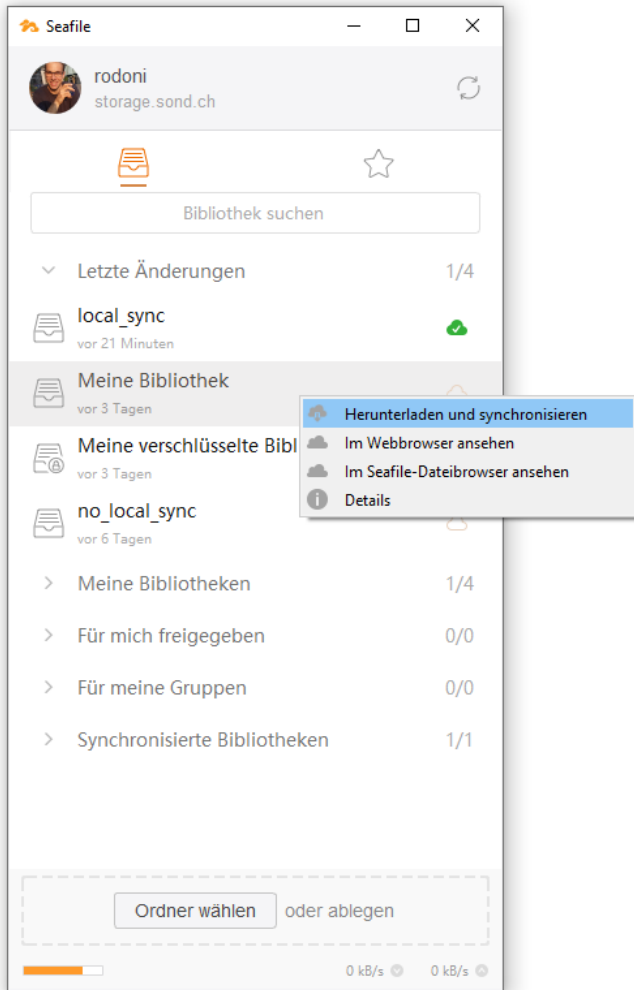 Seafile
rodoni
storage.sond.ch
Bibliothek suchen
Letzte Änderungen 1/4
local_sync
vor 21 Minuten
Meine Bibliothek
vor 3 Tagen
Herunterladen und synchronisieren
Im Webbrowser ansehen
Im Seafile-Dateibrowser ansehen
Details
Meine verschlüsselte Bibl
vor 3 Tagen
no_local_sync
vor 6 Tagen
Meine Bibliotheken 1/4
Für mich freigegeben 0/0
Für meine Gruppen 0/0
Synchronisierte Bibliotheken 1/1
Ordner wählen oder ablegen
0 kB/s 0 kB/s